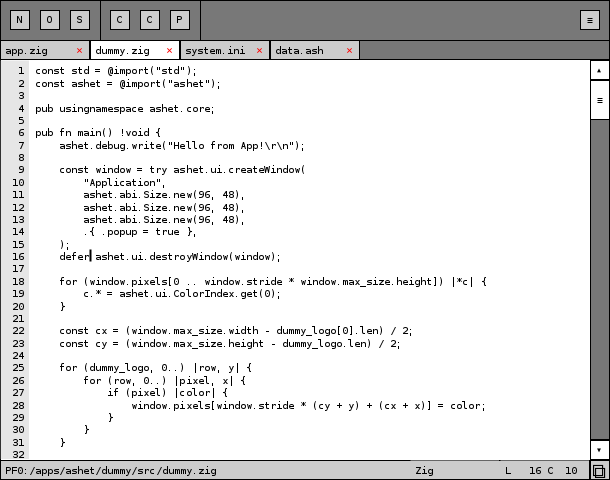 N O S C C P ≡
app.zig × dummy.zig × system.ini × data.ash ×
1 const std = @import("std");
2 const ashet = @import("ashet");
3
4 pub usingnamespace ashet.core;
5
6 pub fn main() !void {
7     ashet.debug.write("Hello from App!\r\n");
8
9     const window = try ashet.ui.createWindow(
10         "Application",
11         ashet.abi.Size.new(96, 48),
12         ashet.abi.Size.new(96, 48),
13         ashet.abi.Size.new(96, 48),
14         .{ .popup = true },
15     );
16     defer ashet.ui.destroyWindow(window);
17
18     for (window.pixels[0 .. window.stride * window.max_size.height]) |*c| {
19         c.* = ashet.ui.ColorIndex.get(0);
20     }
21
22     const cx = (window.max_size.width - dummy_logo[0].len) / 2;
23     const cy = (window.max_size.height - dummy_logo.len) / 2;
24
25     for (dummy_logo, 0..) |row, y| {
26         for (row, 0..) |pixel, x| {
27             if (pixel) |color| {
28                 window.pixels[window.stride * (cy + y) + (cx + x)] = color;
29             }
30         }
31     }
32
PF0:/apps/ashet/dummy/src/dummy.zig Zig L 16 C 10